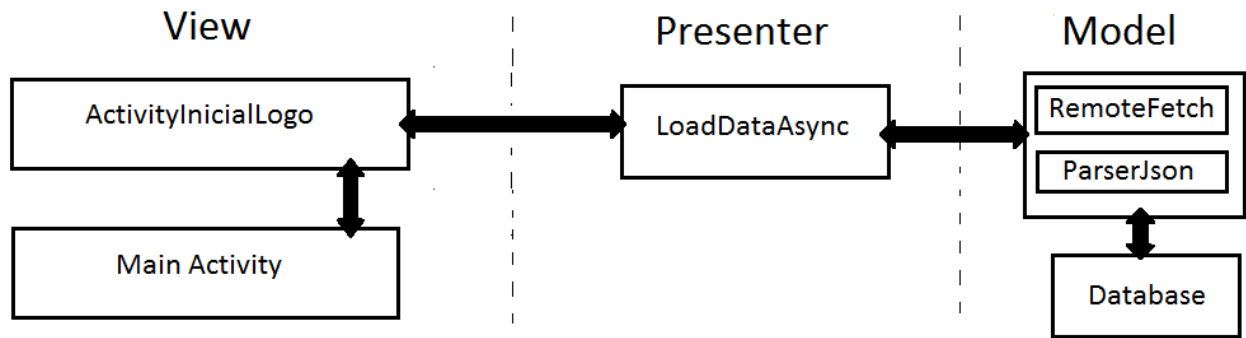 View
Presenter
Model
ActivityInicialLogo
LoadDataAsync
RemoteFetch
ParserJson
Main Activity
Database